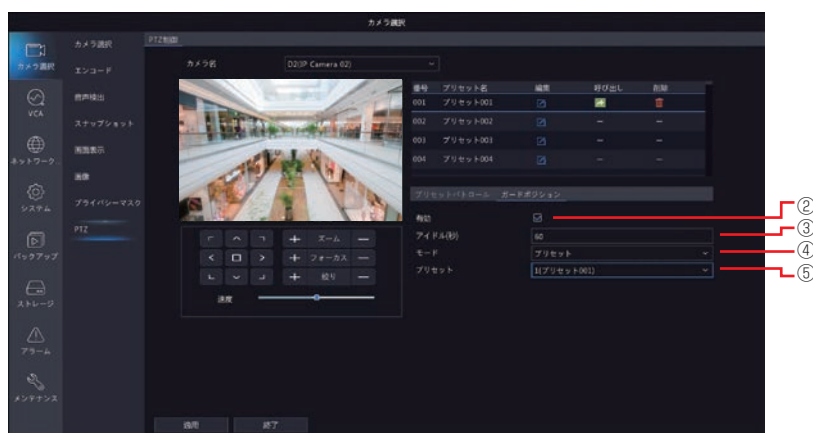 カメラ選択
カメラ選択
VCA
ネットワーク..
システム
バックアップ
ストレージ
アラーム
メンテナンス
カメラ選択
エンコード
音声検出
スナップショット
画面表示
画像
プライバシーマスク
PTZ
PTZ制御
カメラ名 D2(IP Camera 02)
番号 プリセット名 編集 呼び出し 削除
001 プリセット001
002 プリセット002 — —
003 プリセット003 — —
004 プリセット004 — —
ズーム
フォーカス
絞り
速度
プリセットパトロール ガードポジション
有効
アイドル(秒) 60
モード プリセット
プリセット 1(プリセット001)
②
③
④
⑤
適用 終了